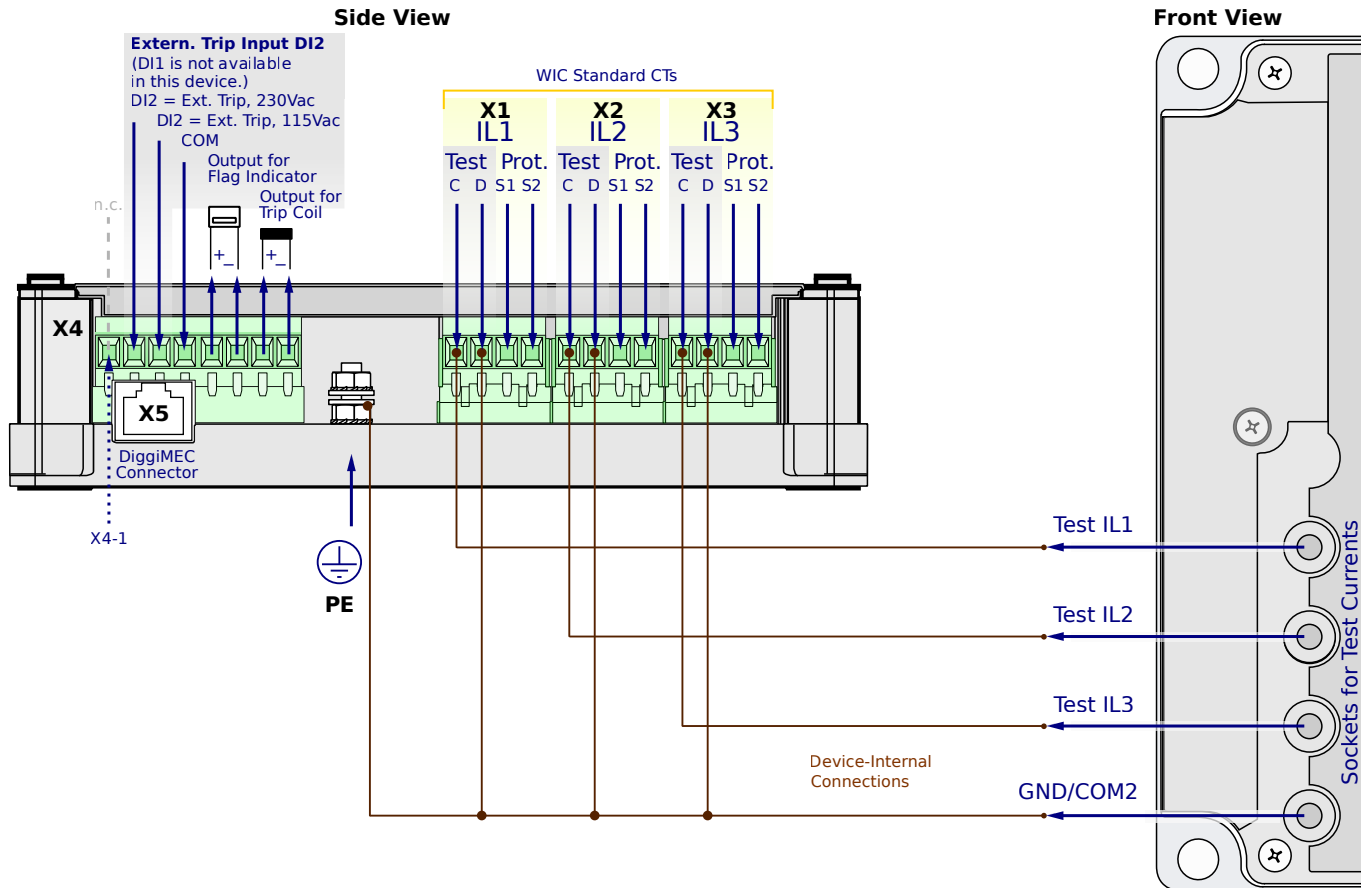 Side View
Front View
Extern. Trip Input DI2
(DI1 is not available
in this device.)
DI2 = Ext. Trip, 230Vac
DI2 = Ext. Trip, 115Vac
COM
Output for
Flag Indicator
Output for
Trip Coil
n.c.
+ −
+ −
WIC Standard CTs
X1 X2 X3
IL1 IL2 IL3
Test Prot. Test Prot. Test Prot.
C D S1 S2 C D S1 S2 C D S1 S2
X4
X5
DiggiMEC
Connector
X4-1
PE
Test IL1
Test IL2
Test IL3
GND/COM2
Device-Internal
Connections
Sockets for Test Currents